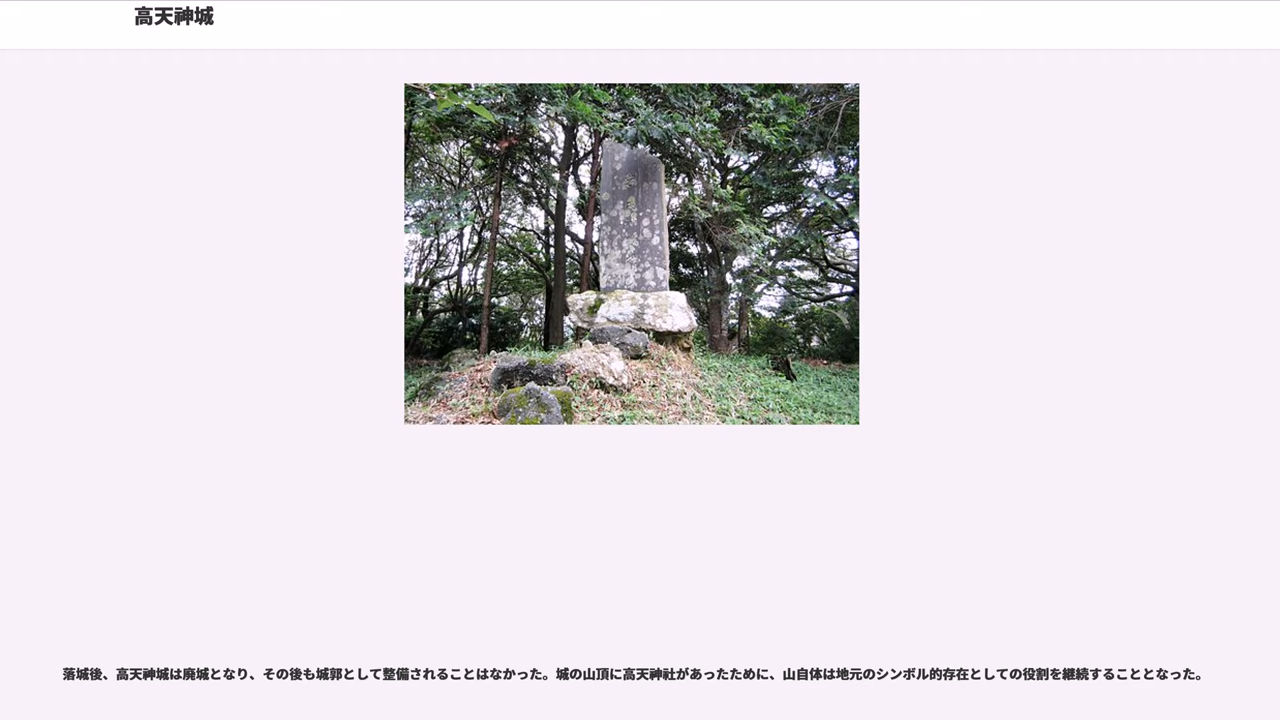 高天神城
落城後、高天神城は廃城となり、その後も城郭として整備されることはなかった。城の山頂に高天神社があったために、山自体は地元のシンボル的存在としての役割を継続することとなった。